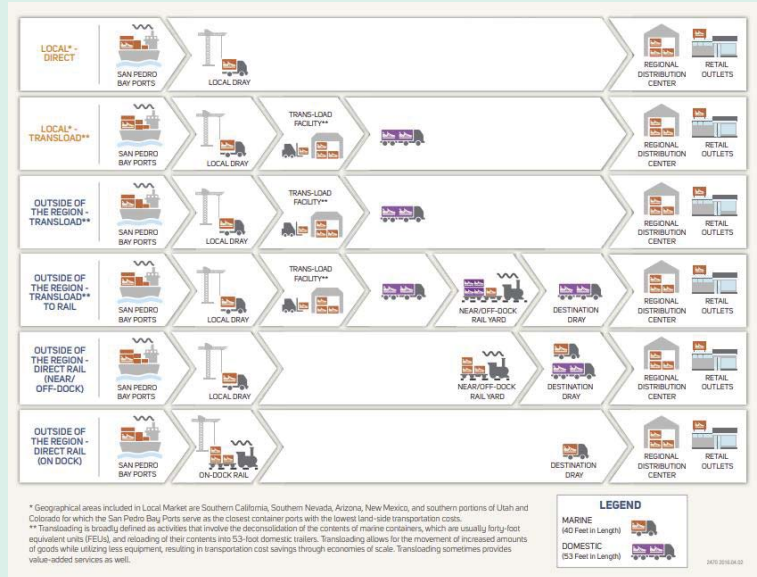 LOCAL* -
DIRECT
SAN PEDRO
BAY PORTS
LOCAL DRAY
REGIONAL
DISTRIBUTION
CENTER
RETAIL
OUTLETS
LOCAL* -
TRANSLOAD**
SAN PEDRO
BAY PORTS
LOCAL DRAY
TRANS-LOAD
FACILITY**
REGIONAL
DISTRIBUTION
CENTER
RETAIL
OUTLETS
OUTSIDE OF
THE REGION -
TRANSLOAD**
SAN PEDRO
BAY PORTS
LOCAL DRAY
TRANS-LOAD
FACILITY**
REGIONAL
DISTRIBUTION
CENTER
RETAIL
OUTLETS
OUTSIDE OF
THE REGION -
TRANSLOAD**
TO RAIL
SAN PEDRO
BAY PORTS
LOCAL DRAY
TRANS-LOAD
FACILITY**
NEAR/OFF-DOCK
RAIL YARD
DESTINATION
DRAY
REGIONAL
DISTRIBUTION
CENTER
RETAIL
OUTLETS
OUTSIDE OF
THE REGION -
DIRECT RAIL
(NEAR/
OFF-DOCK)
SAN PEDRO
BAY PORTS
LOCAL DRAY
NEAR/OFF-DOCK
RAIL YARD
DESTINATION
DRAY
REGIONAL
DISTRIBUTION
CENTER
RETAIL
OUTLETS
OUTSIDE OF
THE REGION -
DIRECT RAIL
(ON DOCK)
SAN PEDRO
BAY PORTS
ON-DOCK RAIL
DESTINATION
DRAY
REGIONAL
DISTRIBUTION
CENTER
RETAIL
OUTLETS
* Geographical areas included in Local Market are Southern California, Southern Nevada, Arizona, New Mexico, and southern portions of Utah and
Colorado for which the San Pedro Bay Ports serve as the closest container ports with the lowest land-side transportation costs.
** Transloading is broadly defined as activities that involve the deconsolidation of the contents of marine containers, which are usually forty-foot
equivalent units (FEUs), and reloading of their contents into 53-foot domestic trailers. Transloading allows for the movement of increased amounts
of goods while utilizing less equipment, resulting in transportation cost savings through economies of scale. Transloading sometimes provides
value-added services as well.
LEGEND
MARINE
(40 Feet in Length)
DOMESTIC
(53 Feet in Length)